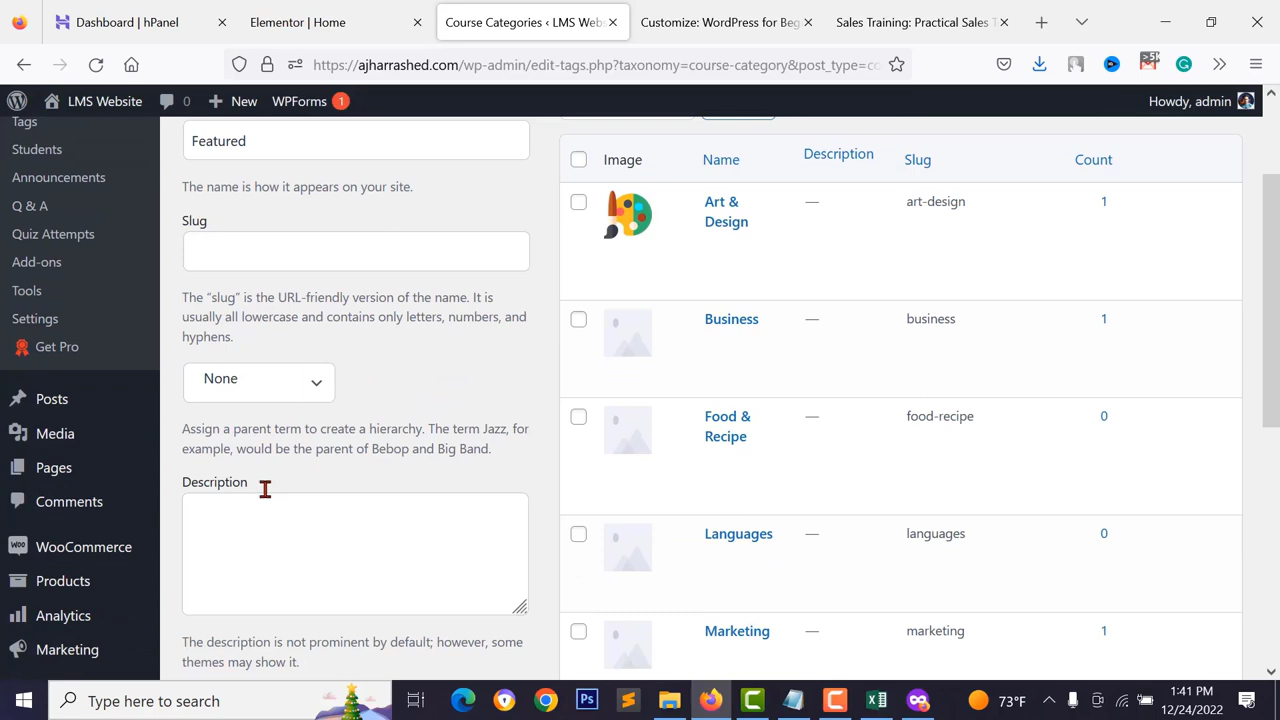 Dashboard | hPanel
Elementor | Home
Course Categories ‹ LMS Webs
Customize: WordPress for Beg
Sales Training: Practical Sales T
https://ajharrashed.com/wp-admin/edit-tags.php?taxonomy=course-category&post_type=co
>5K
LMS Website
0
New
WPForms 1
Howdy, admin
Tags
Students
Announcements
Q & A
Quiz Attempts
Add-ons
Tools
Settings
Get Pro
Posts
Media
Pages
Comments
WooCommerce
Products
Analytics
Marketing
Featured
The name is how it appears on your site.
Slug
The “slug” is the URL-friendly version of the name. It is
usually all lowercase and contains only letters, numbers, and
hyphens.
None
Assign a parent term to create a hierarchy. The term Jazz, for
example, would be the parent of Bebop and Big Band.
Description
The description is not prominent by default; however, some
themes may show it.
Image Name Description Slug Count
Art &
Design
— art-design 1
Business — business 1
Food &
Recipe
— food-recipe 0
Languages — languages 0
Marketing — marketing 1
Type here to search
Ps
73°F
1:41 PM
12/24/2022